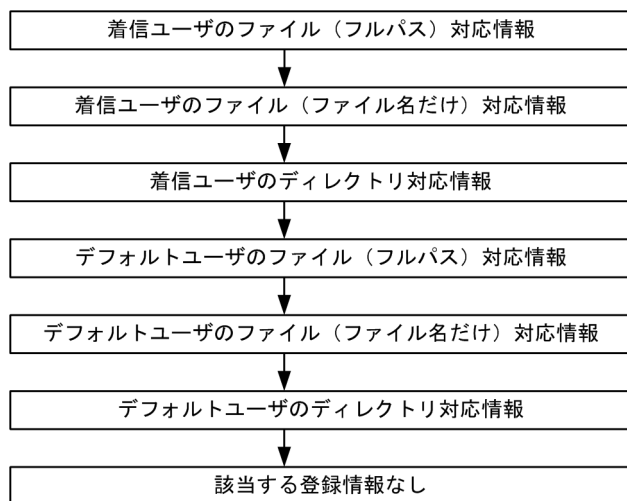 着信ユーザのファイル（フルパス）対応情報
着信ユーザのファイル（ファイル名だけ）対応情報
着信ユーザのディレクトリ対応情報
デフォルトユーザのファイル（フルパス）対応情報
デフォルトユーザのファイル（ファイル名だけ）対応情報
デフォルトユーザのディレクトリ対応情報
該当する登録情報なし